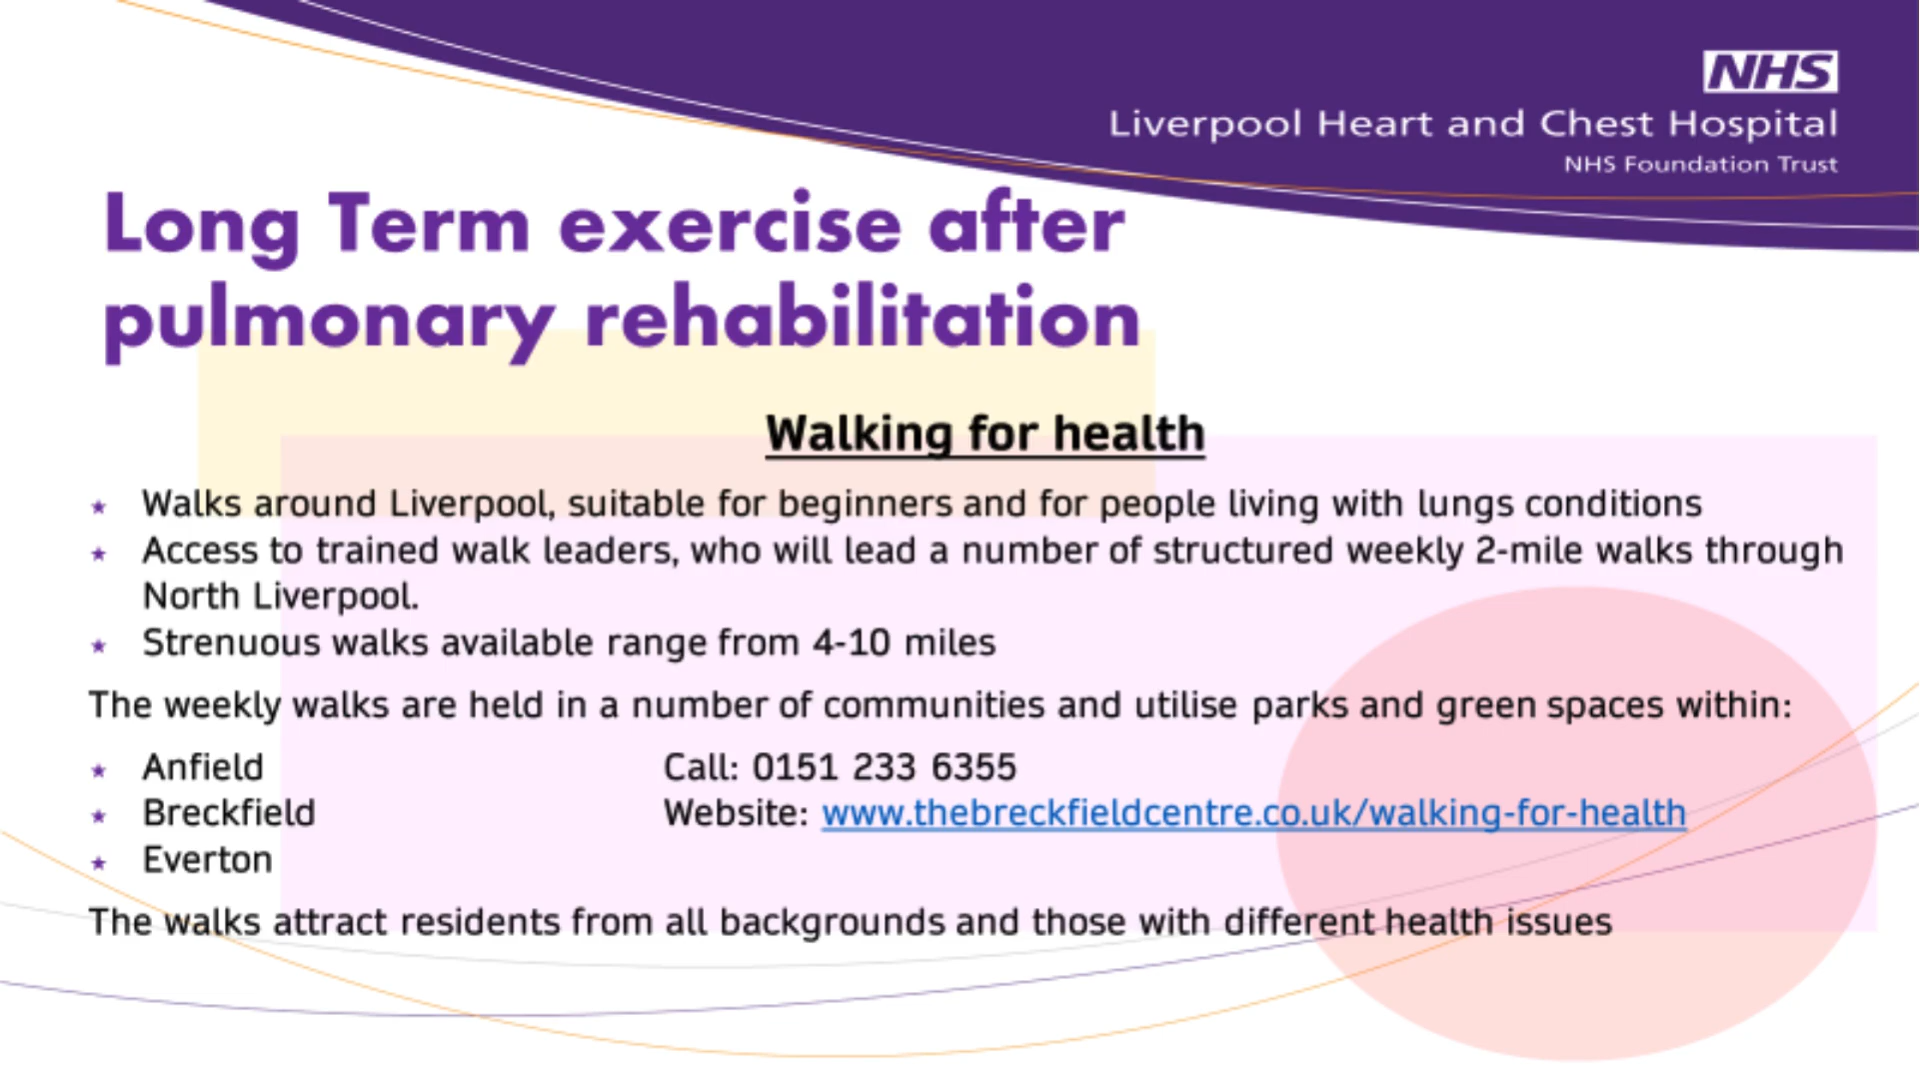 NHS
Liverpool Heart and Chest Hospital
NHS Foundation Trust
Long Term exercise after
pulmonary rehabilitation
Walking for health
Walks around Liverpool, suitable for beginners and for people living with lungs conditions
Access to trained walk leaders, who will lead a number of structured weekly 2-mile walks through
North Liverpool.
Strenuous walks available range from 4-10 miles
The weekly walks are held in a number of communities and utilise parks and green spaces within:
Anfield Call: 0151 233 6355
Breckfield Website: www.thebreckfieldcentre.co.uk/walking-for-health
Everton
The walks attract residents from all backgrounds and those with different health issues